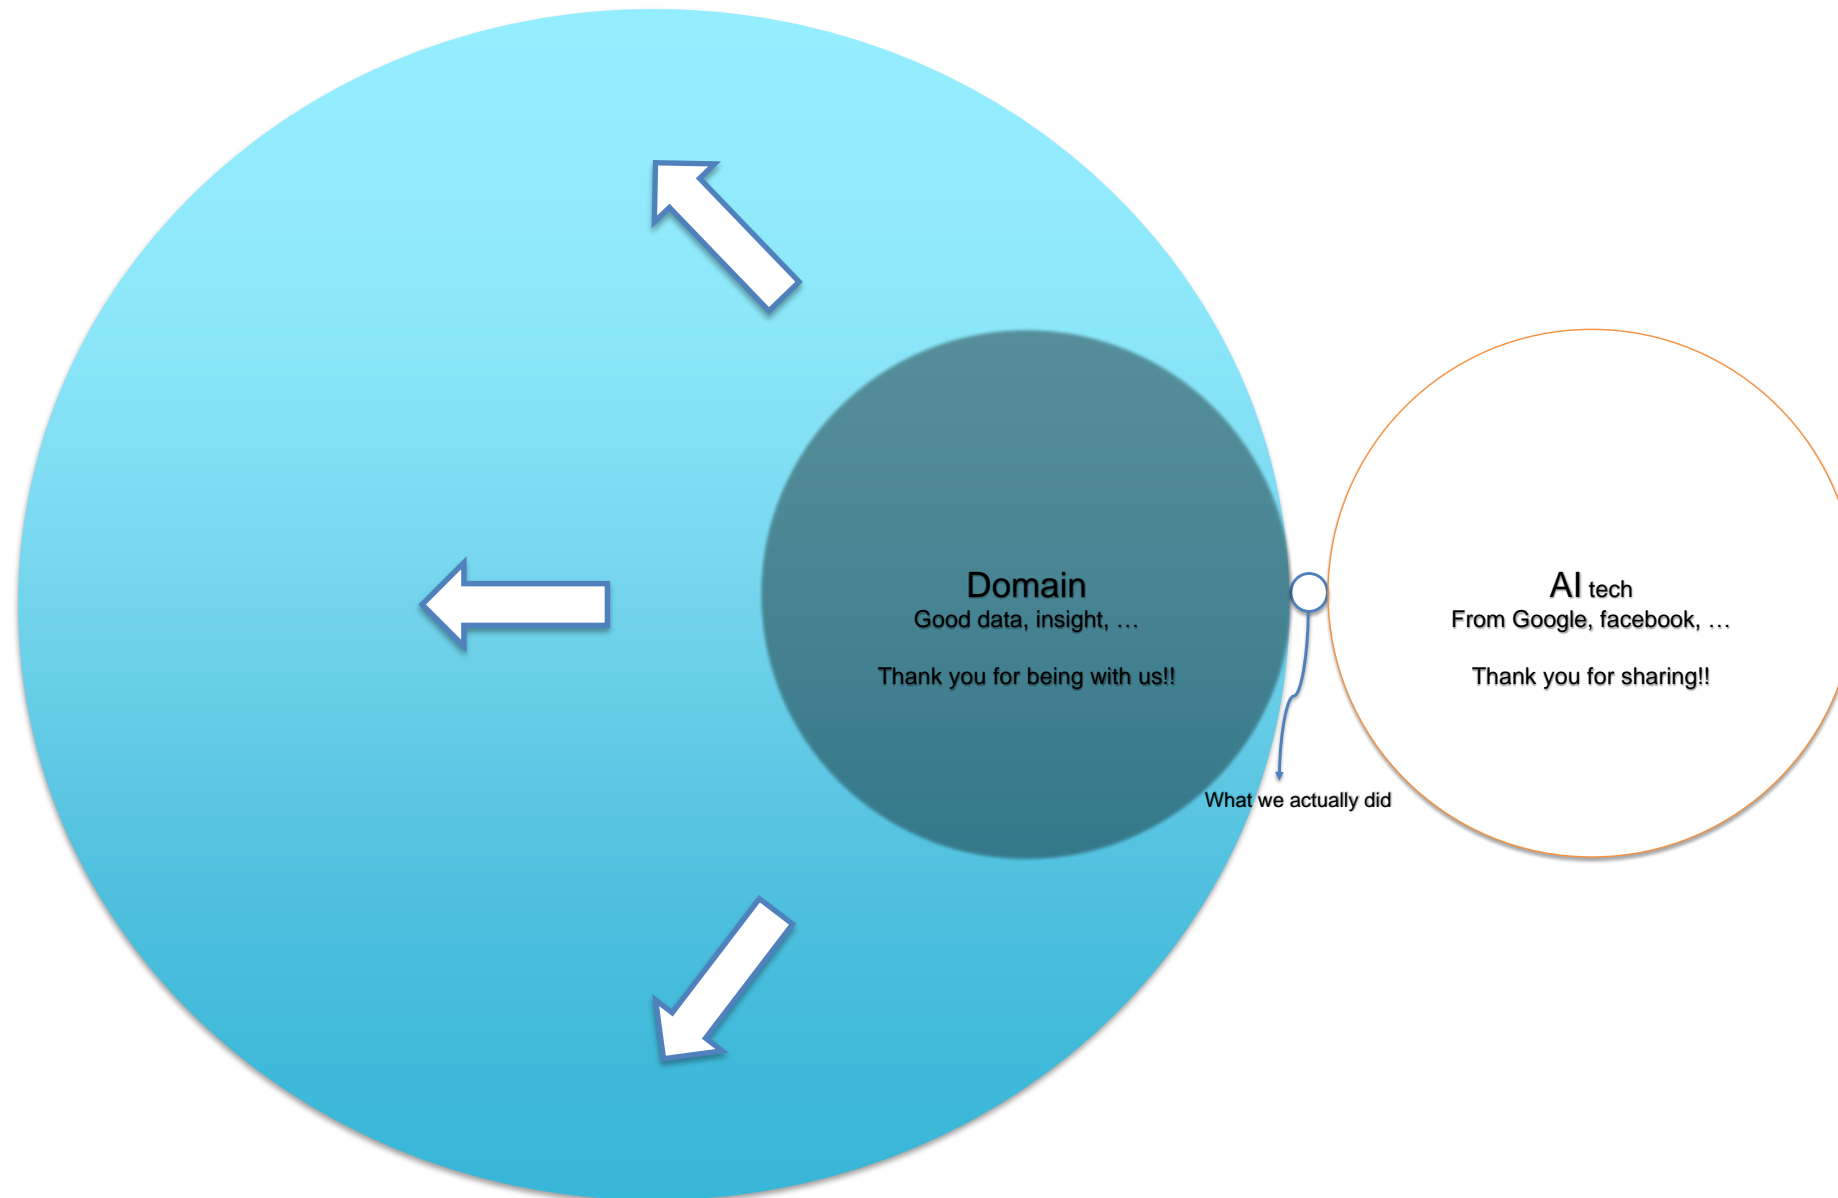 Domain
Good data, insight, …
Thank you for being with us!!
AI tech
From Google, facebook, …
Thank you for sharing!!
What we actually did